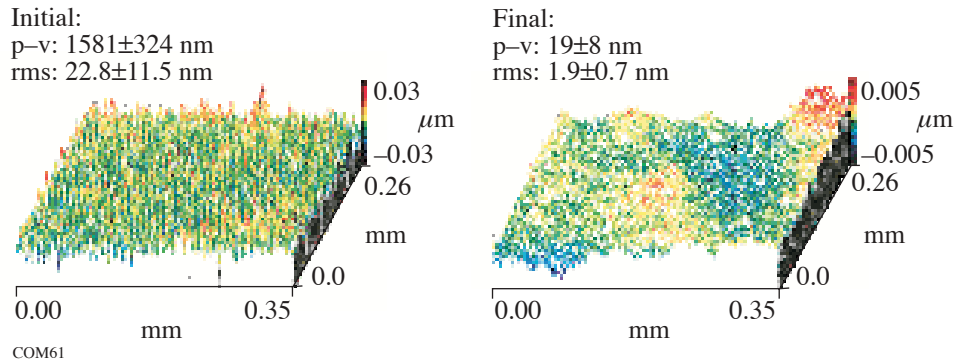 Initial:
p–v: 1581±324 nm
rms: 22.8±11.5 nm
0.03
μm
–0.03
0.26
mm
0.0
0.00
0.35
mm
Final:
p–v: 19±8 nm
rms: 1.9±0.7 nm
0.005
μm
–0.005
0.26
mm
0.0
0.00
0.35
mm
COM61